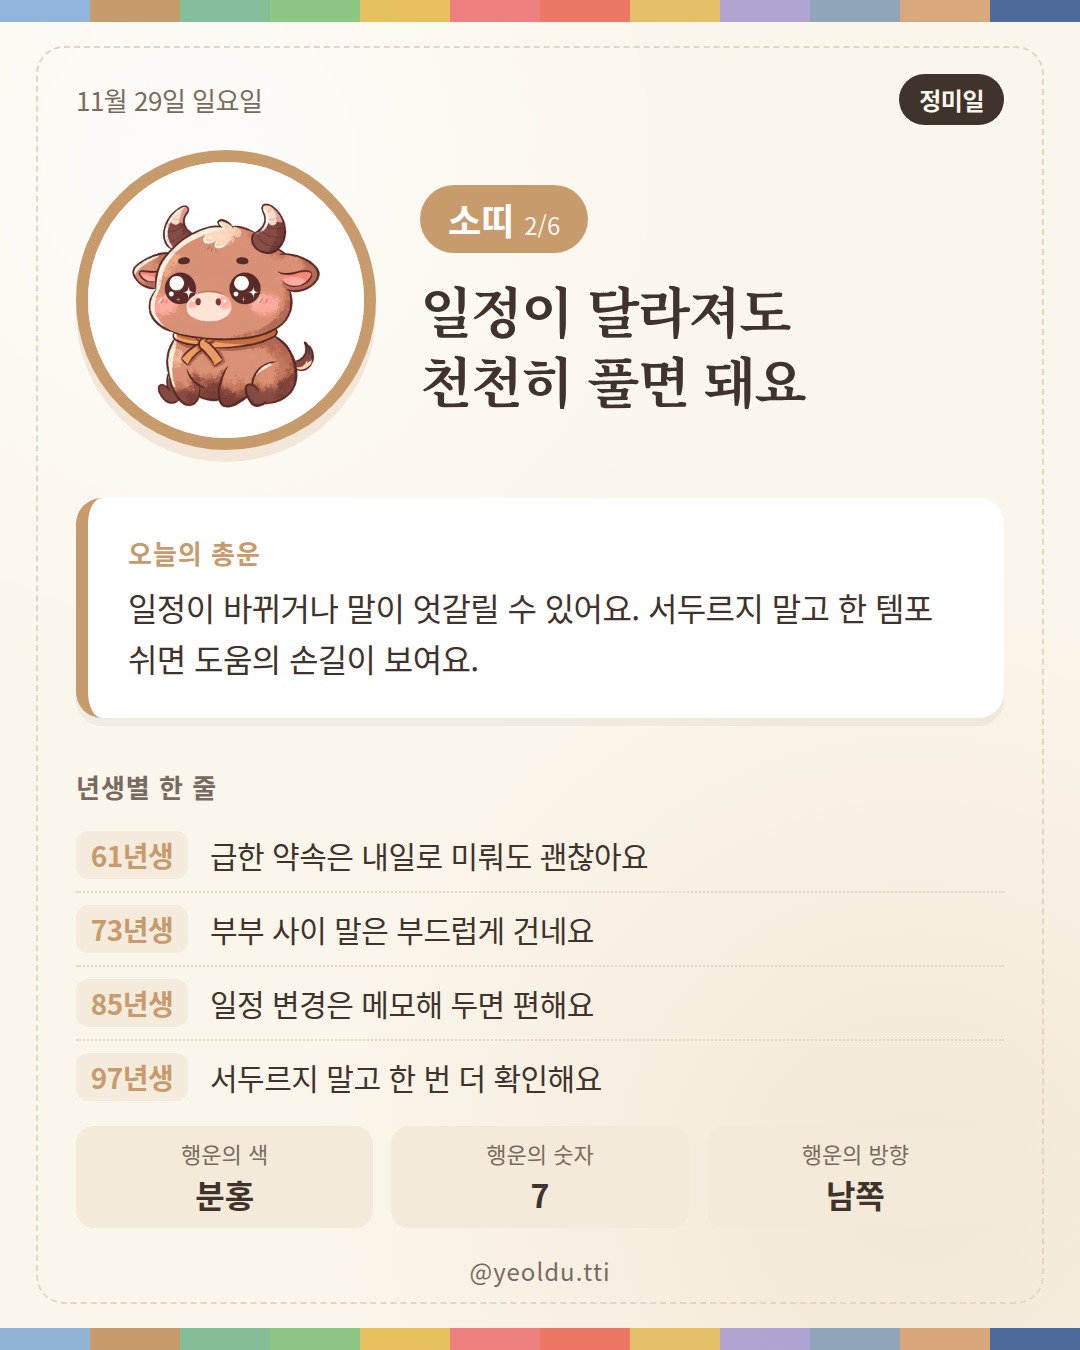 11월 29일 일요일
정미일
소띠 2/6
일정이 달라져도
천천히 풀면 돼요
오늘의 총운
일정이 바뀌거나 말이 엇갈릴 수 있어요. 서두르지 말고 한 템포
쉬면 도움의 손길이 보여요.
년생별 한 줄
61년생 급한 약속은 내일로 미뤄도 괜찮아요
73년생 부부 사이 말은 부드럽게 건네요
85년생 일정 변경은 메모해 두면 편해요
97년생 서두르지 말고 한 번 더 확인해요
행운의 색
분홍
행운의 숫자
7
행운의 방향
남쪽
@yeoldu.tti